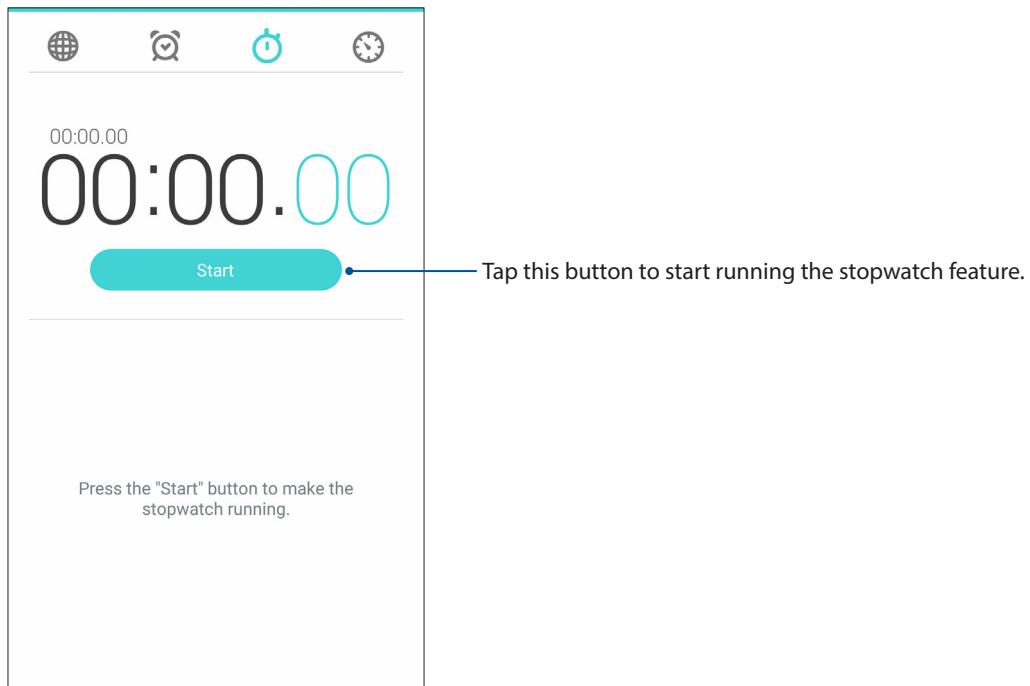 00:00.00
00:00.00
Start
Tap this button to start running the stopwatch feature.
Press the "Start" button to make the
stopwatch running.